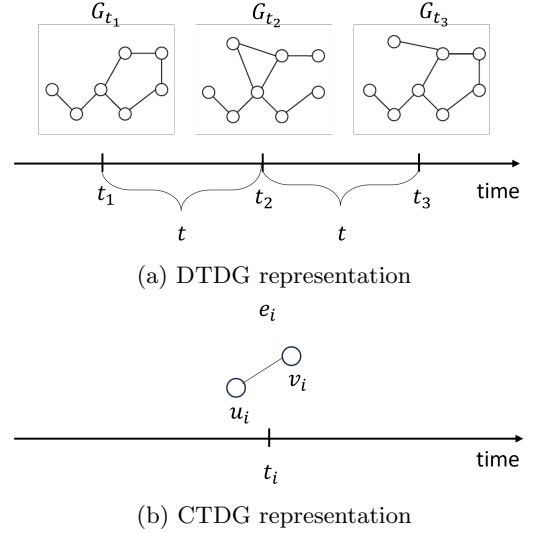 G_{t_1} G_{t_2} G_{t_3}
t_1 t_2 t_3 time
t t
(a) DTDG representation
e_i
v_i
u_i
time
t_i
(b) CTDG representation